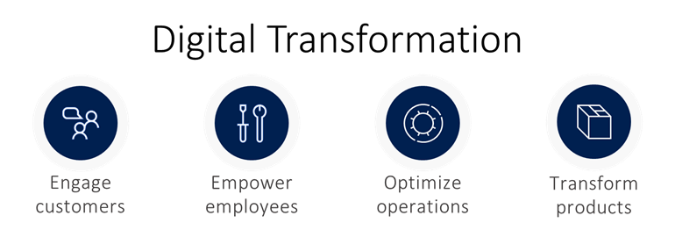 Digital Transformation
Engage
customers
Empower
employees
Optimize
operations
Transform
products